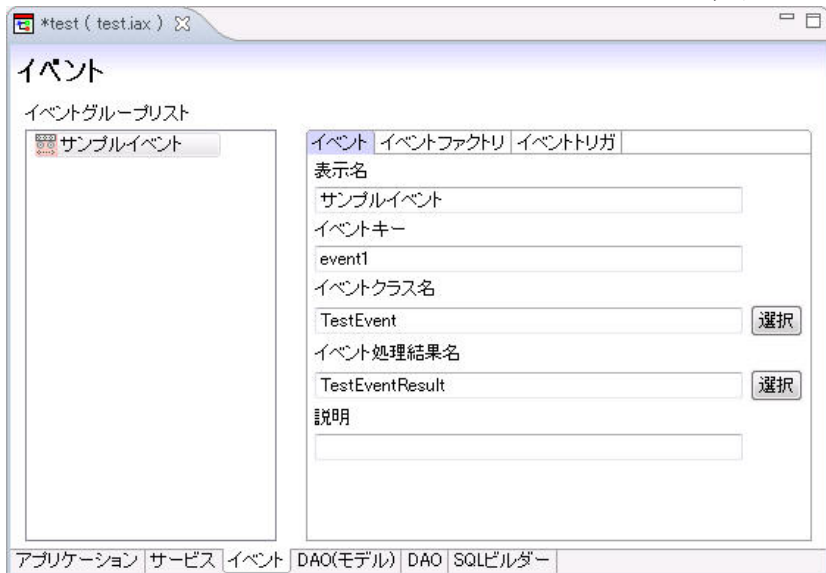 *test ( test.iax )
イベント
イベントグループリスト
サンプルイベント
イベント イベントファクトリ イベントトリガ
表示名
サンプルイベント
イベントキー
event1
イベントクラス名
TestEvent 選択
イベント処理結果名
TestEventResult 選択
説明
アプリケーション サービス イベント DAO(モデル) DAO SQLビルダー